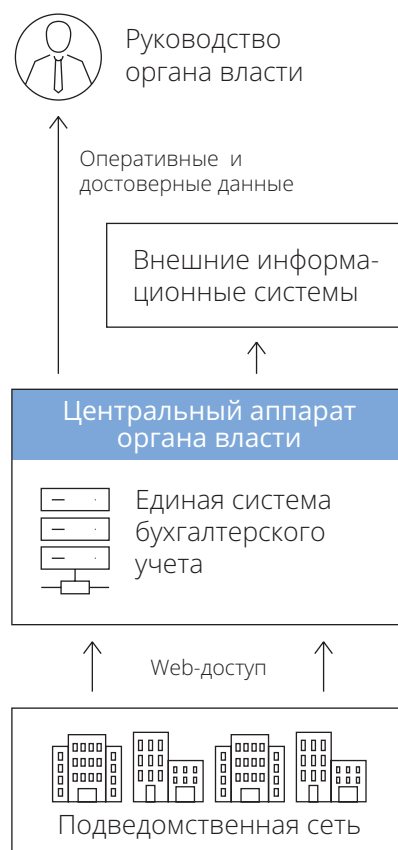 Руководство
органа власти
Оперативные и
достоверные данные
Внешние информа-
ционные системы
Центральный аппарат
органа власти
Единая система
бухгалтерского
учета
Web-доступ
Подведомственная сеть